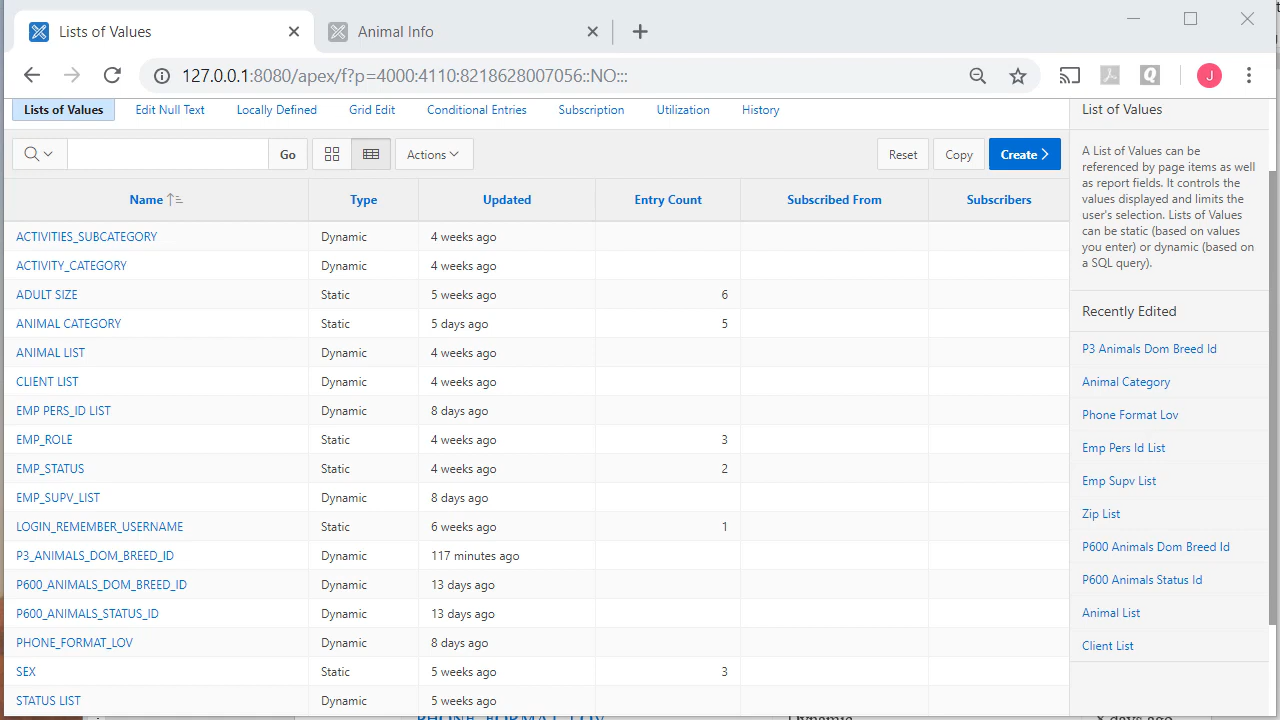 Lists of Values
Animal Info
127.0.0.1:8080/apex/f?p=4000:4110:8218628007056::NO:::
J
Lists of Values Edit Null Text Locally Defined Grid Edit Conditional Entries Subscription Utilization History
Go Actions Reset Copy Create
Name Type Updated Entry Count Subscribed From Subscribers
ACTIVITIES_SUBCATEGORY Dynamic 4 weeks ago
ACTIVITY_CATEGORY Dynamic 4 weeks ago
ADULT SIZE Static 5 weeks ago 6
ANIMAL CATEGORY Static 5 days ago 5
ANIMAL LIST Dynamic 4 weeks ago
CLIENT LIST Dynamic 4 weeks ago
EMP PERS_ID LIST Dynamic 8 days ago
EMP_ROLE Static 4 weeks ago 3
EMP_STATUS Static 4 weeks ago 2
EMP_SUPV_LIST Dynamic 8 days ago
LOGIN_REMEMBER_USERNAME Static 6 weeks ago 1
P3_ANIMALS_DOM_BREED_ID Dynamic 117 minutes ago
P600_ANIMALS_DOM_BREED_ID Dynamic 13 days ago
P600_ANIMALS_STATUS_ID Dynamic 13 days ago
PHONE_FORMAT_LOV Dynamic 8 days ago
SEX Static 5 weeks ago 3
STATUS LIST Dynamic 5 weeks ago
List of Values
A List of Values can be
referenced by page items as well
as report fields. It controls the
values displayed and limits the
user's selection. Lists of Values
can be static (based on values
you enter) or dynamic (based on
a SQL query).
Recently Edited
P3 Animals Dom Breed Id
Animal Category
Phone Format Lov
Emp Pers Id List
Emp Supv List
Zip List
P600 Animals Dom Breed Id
P600 Animals Status Id
Animal List
Client List